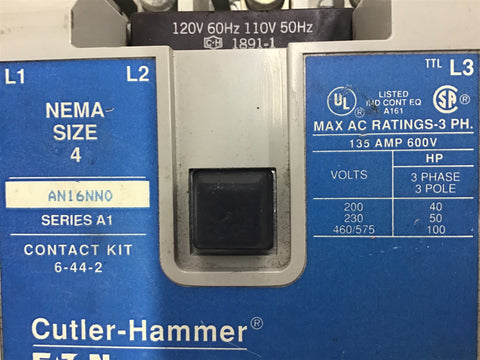 120V 60Hz 110V 50Hz
C-H 1891-1
L1 L2 TTL L3
NEMA
SIZE
4
AN16NN0
SERIES A1
CONTACT KIT
6-44-2
UL ® LISTED
IND CONT EQ
A161
SA ®
MAX AC RATINGS-3 PH.
135 AMP 600V
VOLTS HP
3 PHASE
3 POLE
200 40
230 50
460/575 100
Cutler-Hammer®